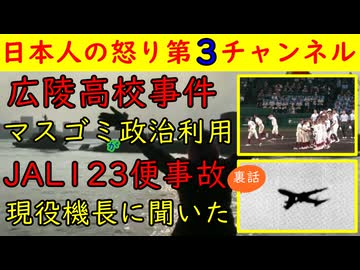 日本人の怒り第3チャンネル
広陵高校事件
マスゴミが政治利用
JAL123便事故
裏話
現役機長に聞いた